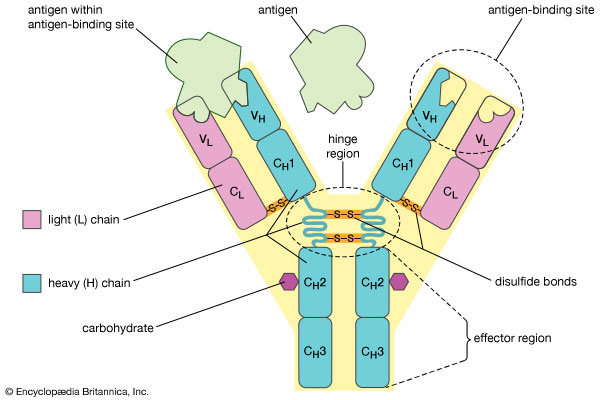 antigen within
antigen-binding site
antigen
antigen-binding site
VH
VH
VL
VL
hinge
region
CH1
CH1
CL
CL
-S-S-
-S-S-
light (L) chain
-S-S-
-S-S-
heavy (H) chain
CH2
CH2
disulfide bonds
carbohydrate
effector region
CH3
CH3
© Encyclopædia Britannica, Inc.